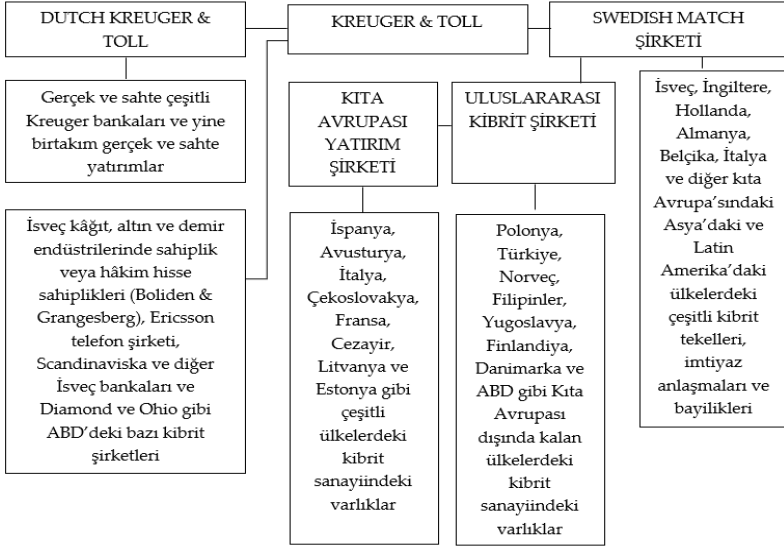 DUTCH KREUGER &
TOLL
KREUGER & TOLL
SWEDISH MATCH
ŞİRKETİ
Gerçek ve sahte çeşitli
Kreuger bankaları ve yine
birtakım gerçek ve sahte
yatırımlar
KITA
AVRUPASI
YATIRIM
ŞİRKETİ
ULUSLARARASI
KİBRİT ŞİRKETİ
İsveç, İngiltere,
Hollanda,
Almanya,
Belçika, İtalya
ve diğer kıta
Avrupa’sındaki
Asya’daki ve
Latin
Amerika’daki
ülkelerdeki
çeşitli kibrit
tekelleri,
imtiyaz
anlaşmaları ve
bayilikleri
İsveç kâğıt, altın ve demir
endüstrilerinde sahiplik
veya hâkim hisse
sahiplikleri (Boliden &
Grangesberg), Ericsson
telefon şirketi,
Scandinaviska ve diğer
İsveç bankaları ve
Diamond ve Ohio gibi
ABD’deki bazı kibrit
şirketleri
İspanya,
Avusturya,
İtalya,
Çekoslovakya,
Fransa,
Cezayir,
Litvanya ve
Estonya gibi
çeşitli
ülkelerdeki
kibrit
sanayiindeki
varlıklar
Polonya,
Türkiye,
Norveç,
Filipinler,
Yugoslavya,
Finlandiya,
Danimarka ve
ABD gibi Kıta
Avrupası
dışında kalan
ülkelerdeki
kibrit
sanayiindeki
varlıklar